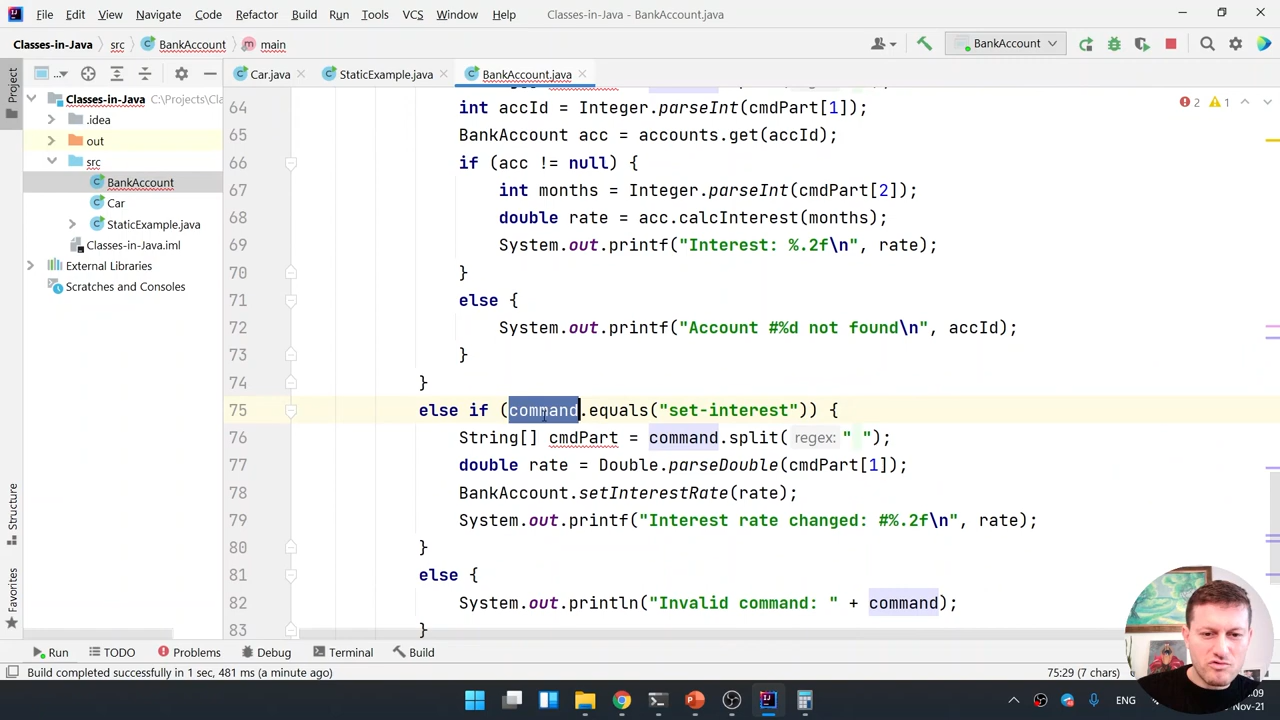 File Edit View Navigate Code Refactor Build Run Tools VCS Window Help Classes-in-Java - BankAccount.java
Classes-in-Java src BankAccount main BankAccount
Project ... Car.java StaticExample.java BankAccount.java
Classes-in-Java C:\Projects\Cla
.idea
out
src
BankAccount
Car
StaticExample.java
Classes-in-Java.iml
External Libraries
Scratches and Consoles
Structure
Favorites
2 1
64 int accId = Integer.parseInt(cmdPart[1]);
65 BankAccount acc = accounts.get(accId);
66 if (acc != null) {
67 int months = Integer.parseInt(cmdPart[2]);
68 double rate = acc.calcInterest(months);
69 System.out.printf("Interest: %.2f\n", rate);
70 }
71 else {
72 System.out.printf("Account #%d not found\n", accId);
73 }
74 }
75 else if (command.equals("set-interest")) {
76 String[] cmdPart = command.split( regex: " ");
77 double rate = Double.parseDouble(cmdPart[1]);
78 BankAccount.setInterestRate(rate);
79 System.out.printf("Interest rate changed: #%.2f\n", rate);
80 }
81 else {
82 System.out.println("Invalid command: " + command);
83 }
Run TODO Problems Debug Terminal Build
Build completed successfully in 1 sec, 481 ms (a minute ago) 75:29 (7 chars)
ENG